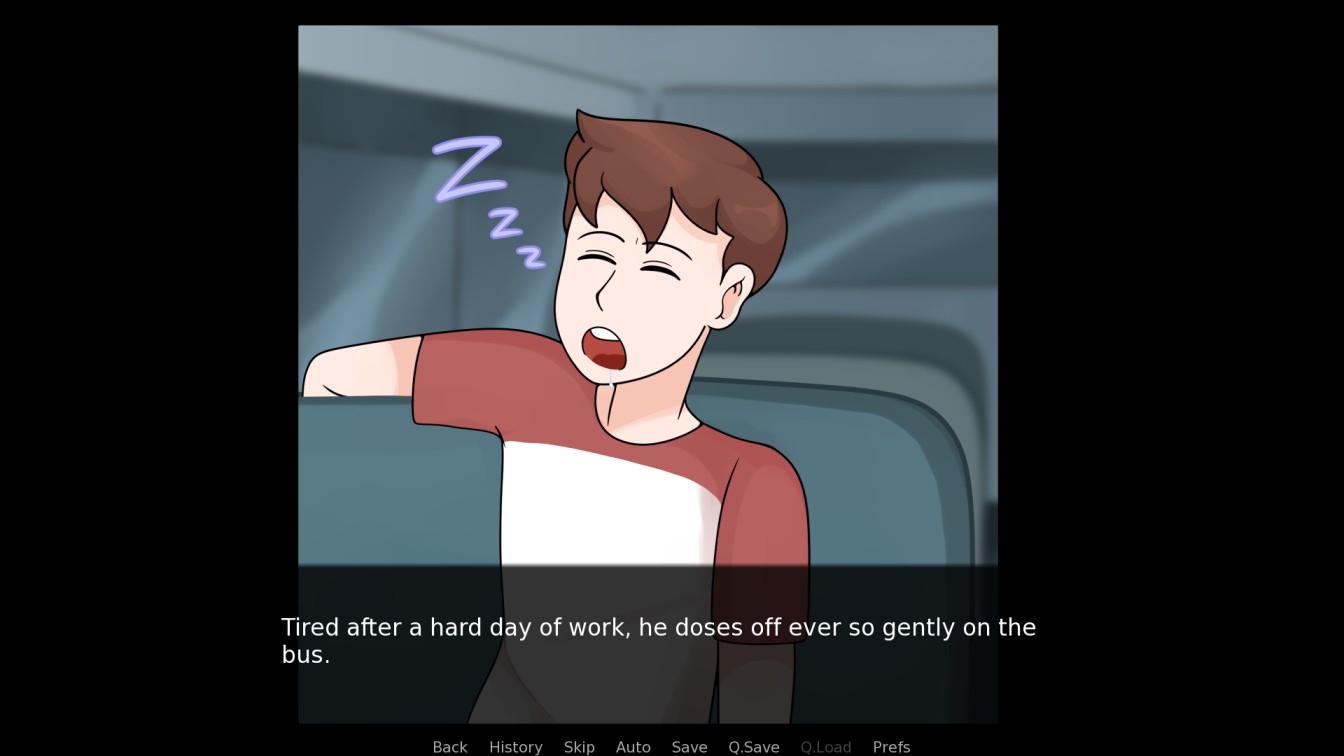 Z
z
z
Tired after a hard day of work, he doses off ever so gently on the
bus.
Back History Skip Auto Save Q.Save Q.Load Prefs